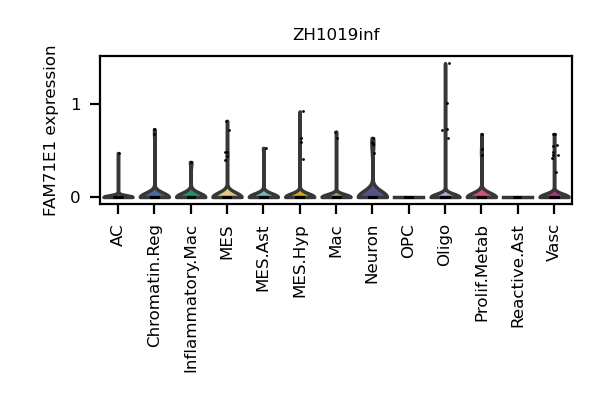 ZH1019inf
FAM71E1 expression
1
0
AC
Chromatin.Reg
Inflammatory.Mac
MES
MES.Ast
MES.Hyp
Mac
Neuron
OPC
Oligo
Prolif.Metab
Reactive.Ast
Vasc